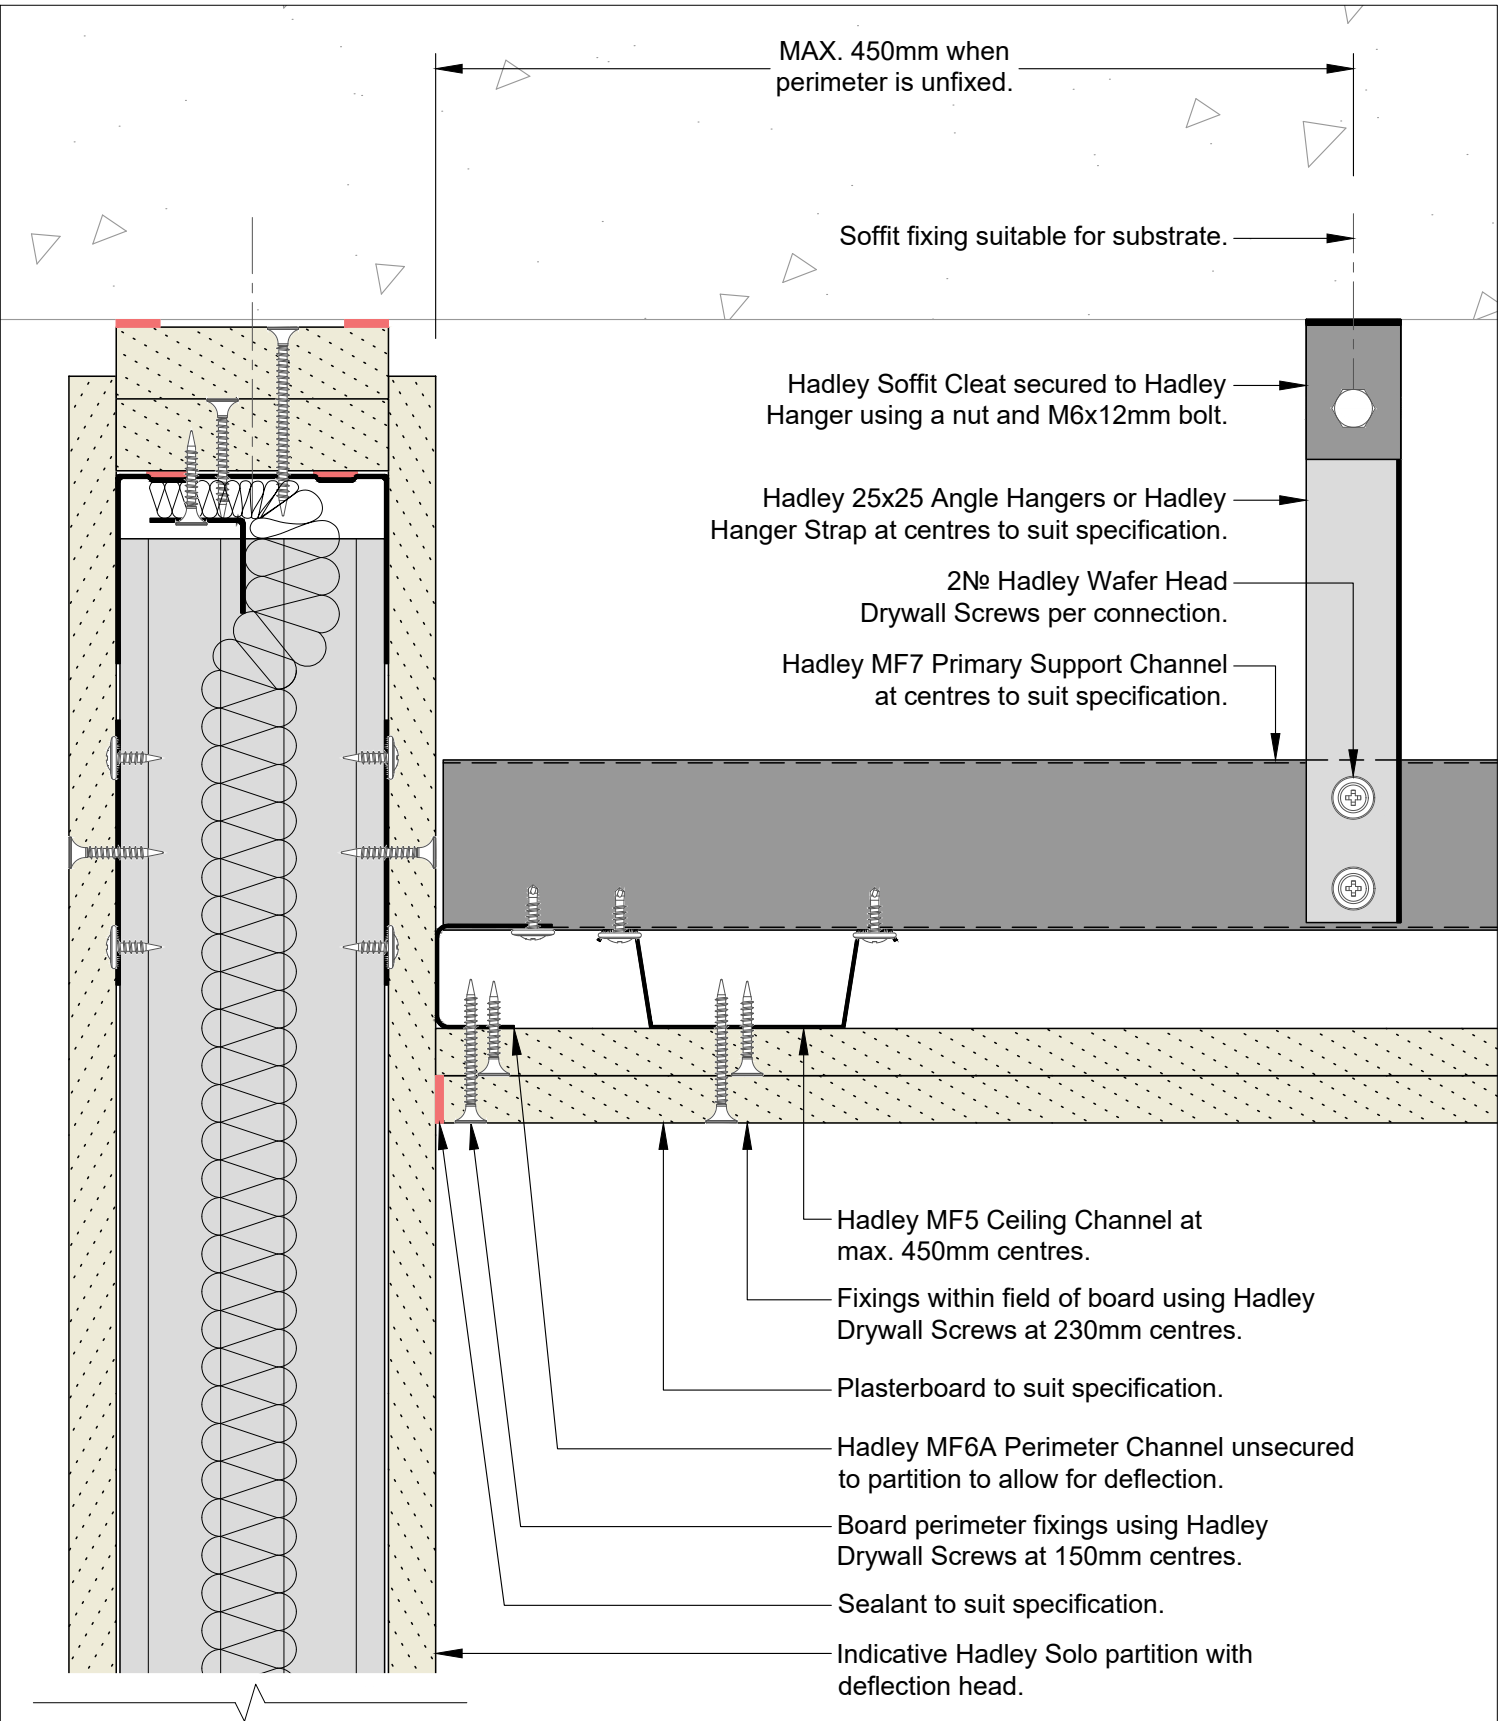 MAX. 450mm when
perimeter is unfixed.
Soffit fixing suitable for substrate.
Hadley Soffit Cleat secured to Hadley
Hanger using a nut and M6x12mm bolt.
Hadley 25x25 Angle Hangers or Hadley
Hanger Strap at centres to suit specification.
2№ Hadley Wafer Head
Drywall Screws per connection.
Hadley MF7 Primary Support Channel
at centres to suit specification.
Hadley MF5 Ceiling Channel at
max. 450mm centres.
Fixings within field of board using Hadley
Drywall Screws at 230mm centres.
Plasterboard to suit specification.
Hadley MF6A Perimeter Channel unsecured
to partition to allow for deflection.
Board perimeter fixings using Hadley
Drywall Screws at 150mm centres.
Sealant to suit specification.
Indicative Hadley Solo partition with
deflection head.